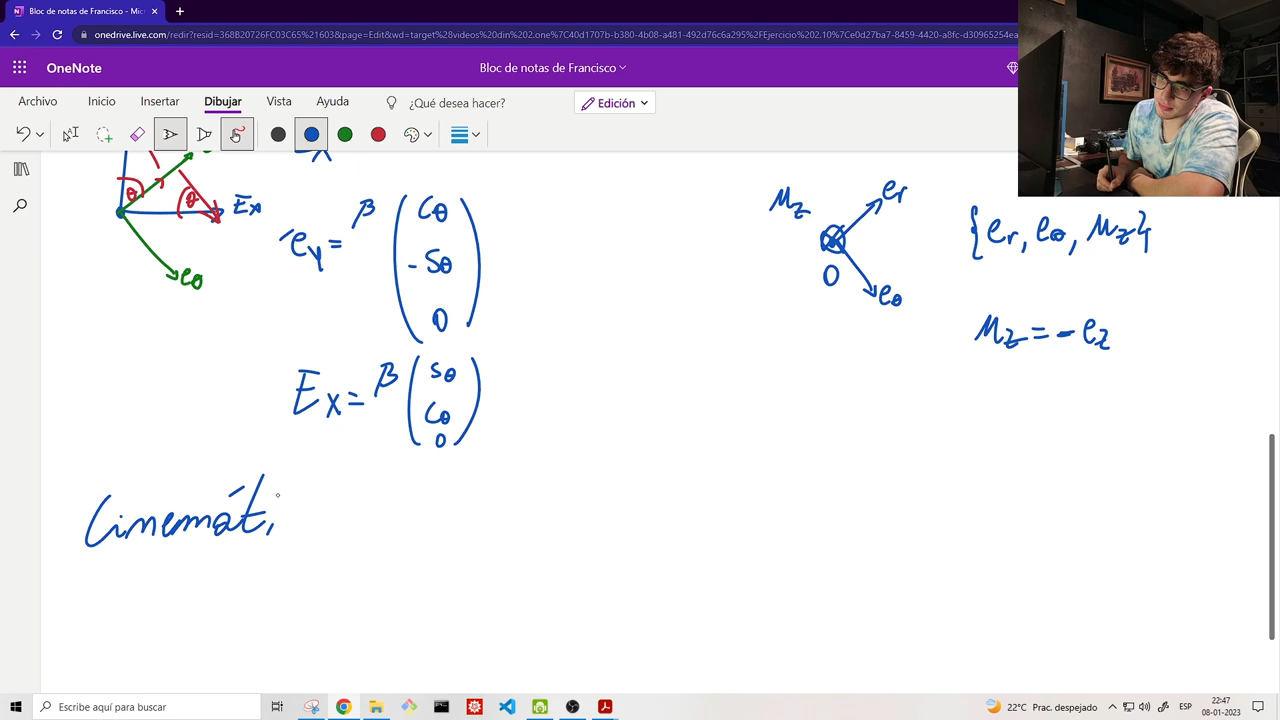 Bloc de notas de Francisco - Micr
onedrive.live.com/redir?resid=368B20726FC03C65%21603&page=Edit&wd=target%28videos%20din%202.one%7C40d1707b-b380-4b08-a481-492d76c6a295%2FEjercicio%202.10%7Ce0d27ba7-8459-4420-a8fc-d30965254ea
OneNote
Bloc de notas de Francisco
Archivo Inicio Insertar Dibujar Vista Ayuda ¿Qué desea hacer? Edición
θ θ Ex
eθ
ey = β ( Cθ
- Sθ
0 )
Ex = β ( Sθ
Cθ
0 )
Mz er
0 eθ
{er, eθ, Mz}
Mz = - ez
Cinemáti
Escribe aquí para buscar
22°C Prac. despejado ESP 22:47
08-01-2023